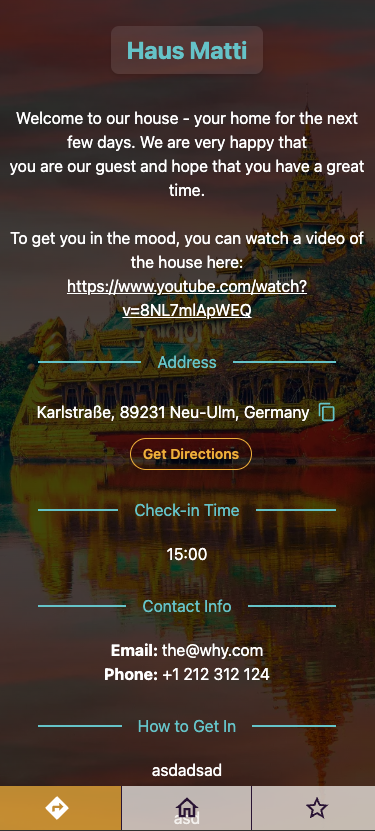 Haus Matti
Welcome to our house - your home for the next
few days. We are very happy that
you are our guest and hope that you have a great
time.
To get you in the mood, you can watch a video of
the house here:
https://www.youtube.com/watch?
v=8NL7mlApWEQ
Address
Karlstraße, 89231 Neu-Ulm, Germany
Get Directions
Check-in Time
15:00
Contact Info
Email: the@why.com
Phone: +1 212 312 124
How to Get In
asdadsad
asd